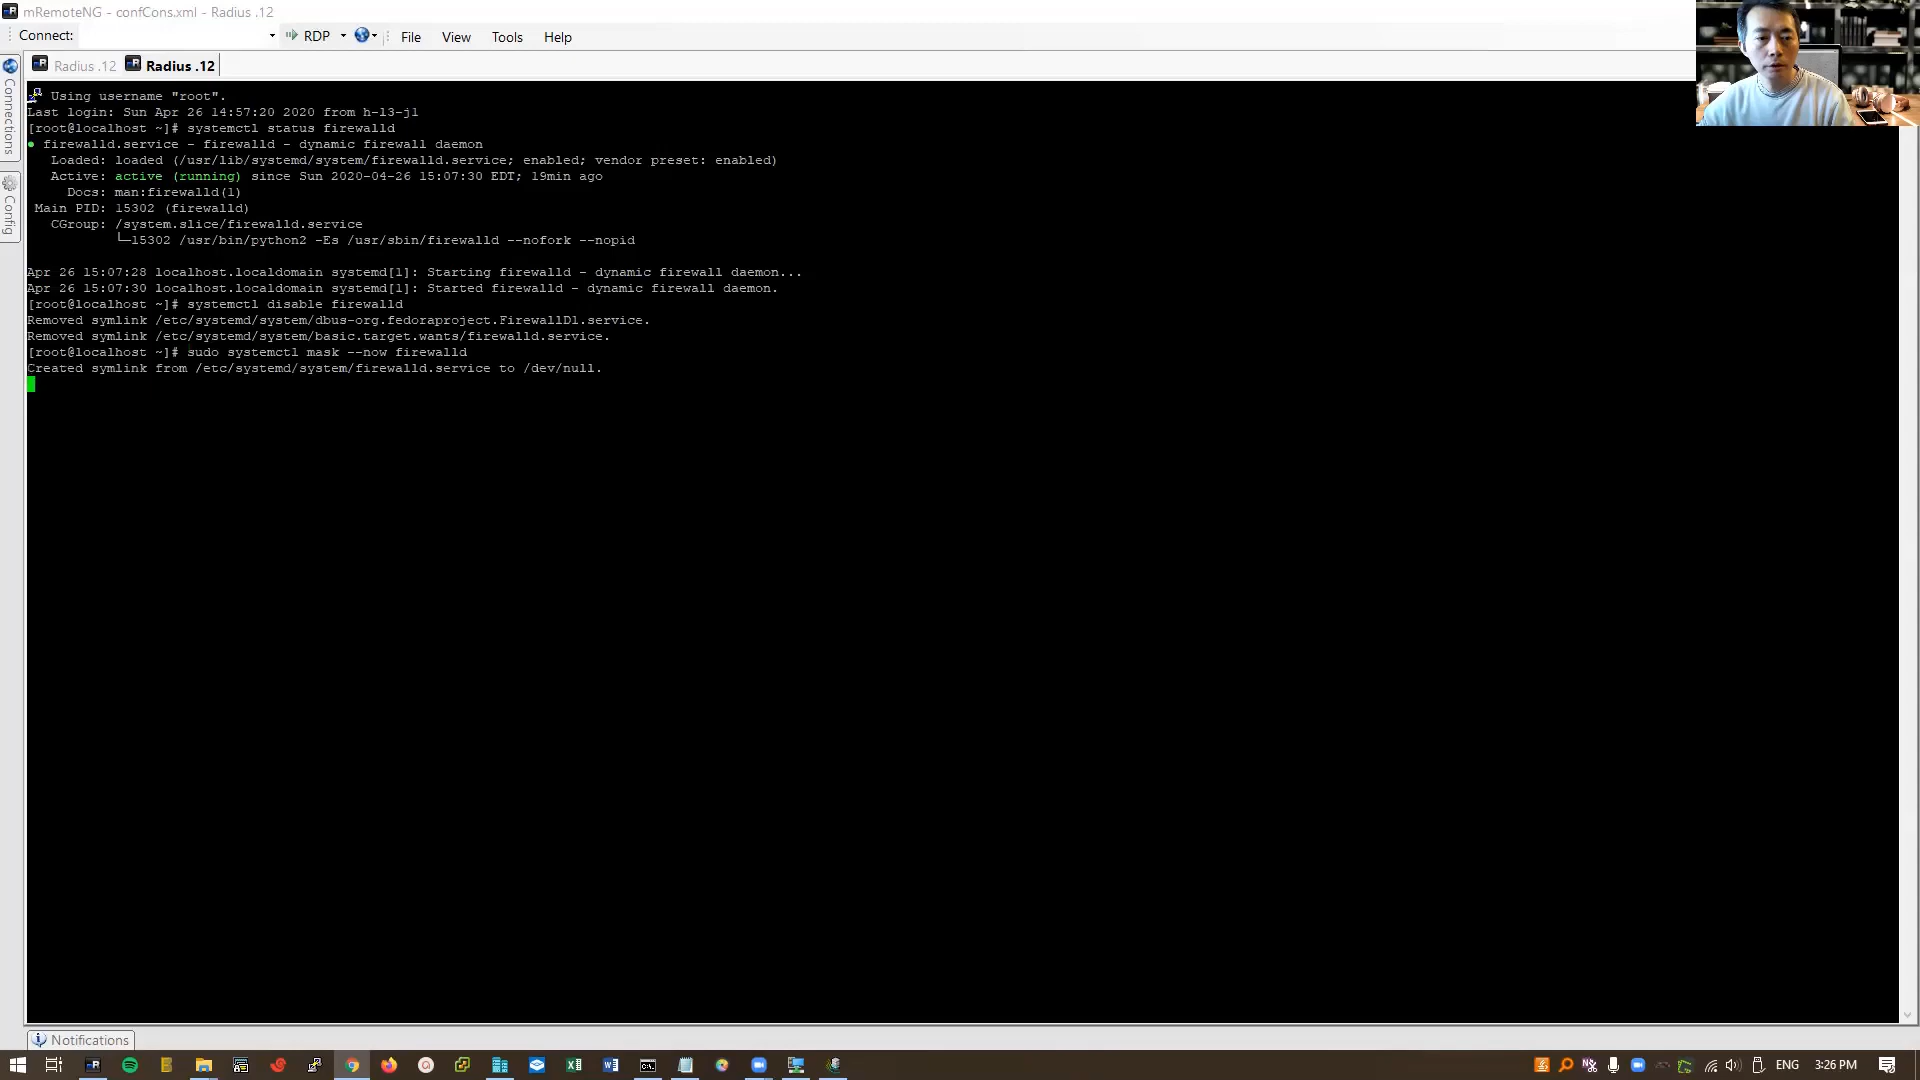 mRemoteNG - confCons.xml - Radius .12
Connect:
RDP
File
View
Tools
Help
Radius .12
Radius .12
Connections
Config
Using username "root".
Last login: Sun Apr 26 14:57:20 2020 from h-l3-j1
[root@localhost ~]# systemctl status firewalld
● firewalld.service - firewalld - dynamic firewall daemon
Loaded: loaded (/usr/lib/systemd/system/firewalld.service; enabled; vendor preset: enabled)
Active: active (running) since Sun 2020-04-26 15:07:30 EDT; 19min ago
Docs: man:firewalld(1)
Main PID: 15302 (firewalld)
CGroup: /system.slice/firewalld.service
└─15302 /usr/bin/python2 -Es /usr/sbin/firewalld --nofork --nopid
Apr 26 15:07:28 localhost.localdomain systemd[1]: Starting firewalld - dynamic firewall daemon...
Apr 26 15:07:30 localhost.localdomain systemd[1]: Started firewalld - dynamic firewall daemon.
[root@localhost ~]# systemctl disable firewalld
Removed symlink /etc/systemd/system/dbus-org.fedoraproject.FirewallD1.service.
Removed symlink /etc/systemd/system/basic.target.wants/firewalld.service.
[root@localhost ~]# sudo systemctl mask --now firewalld
Created symlink from /etc/systemd/system/firewalld.service to /dev/null.
Notifications
ENG
3:26 PM